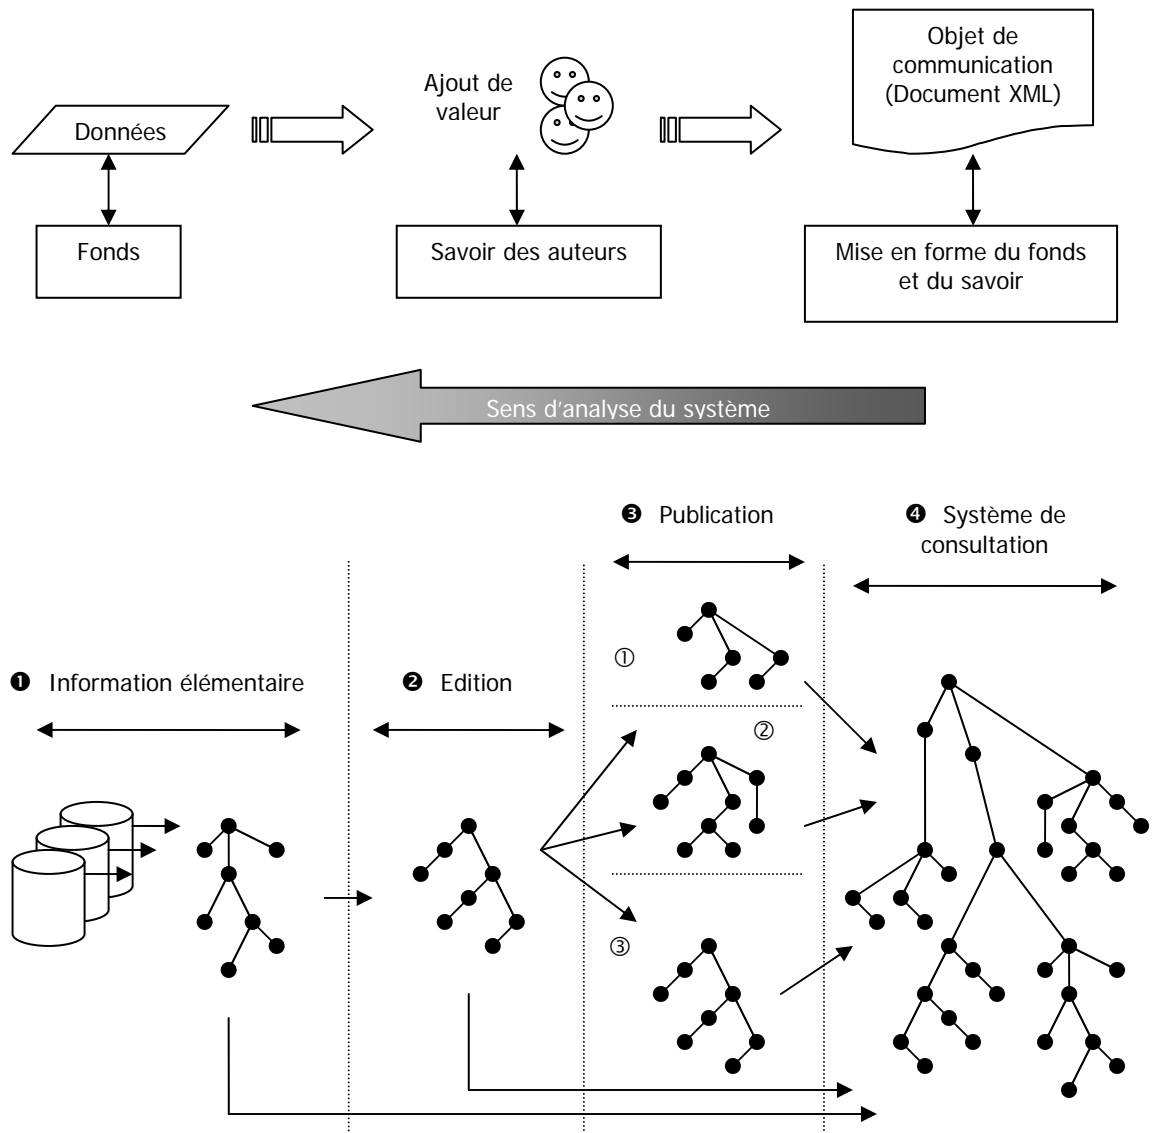 Données
Ajout de
valeur
Objet de
communication
(Document XML)
Fonds
Savoir des auteurs
Mise en forme du fonds
et du savoir
Sens d'analyse du système
❸ Publication
❹ Système de
consultation
①
❶ Information élémentaire
❷ Edition
②
③